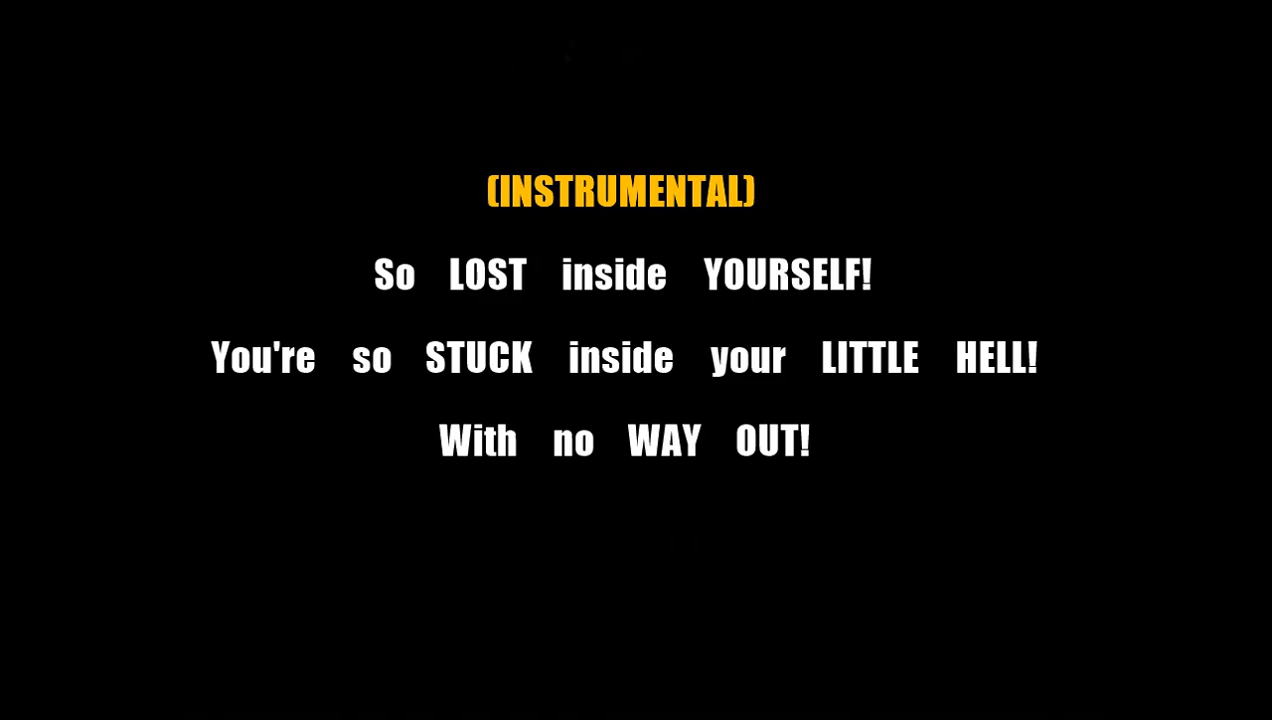 (INSTRUMENTAL)
So LOST inside YOURSELF!
You're so STUCK inside your LITTLE HELL!
With no WAY OUT!